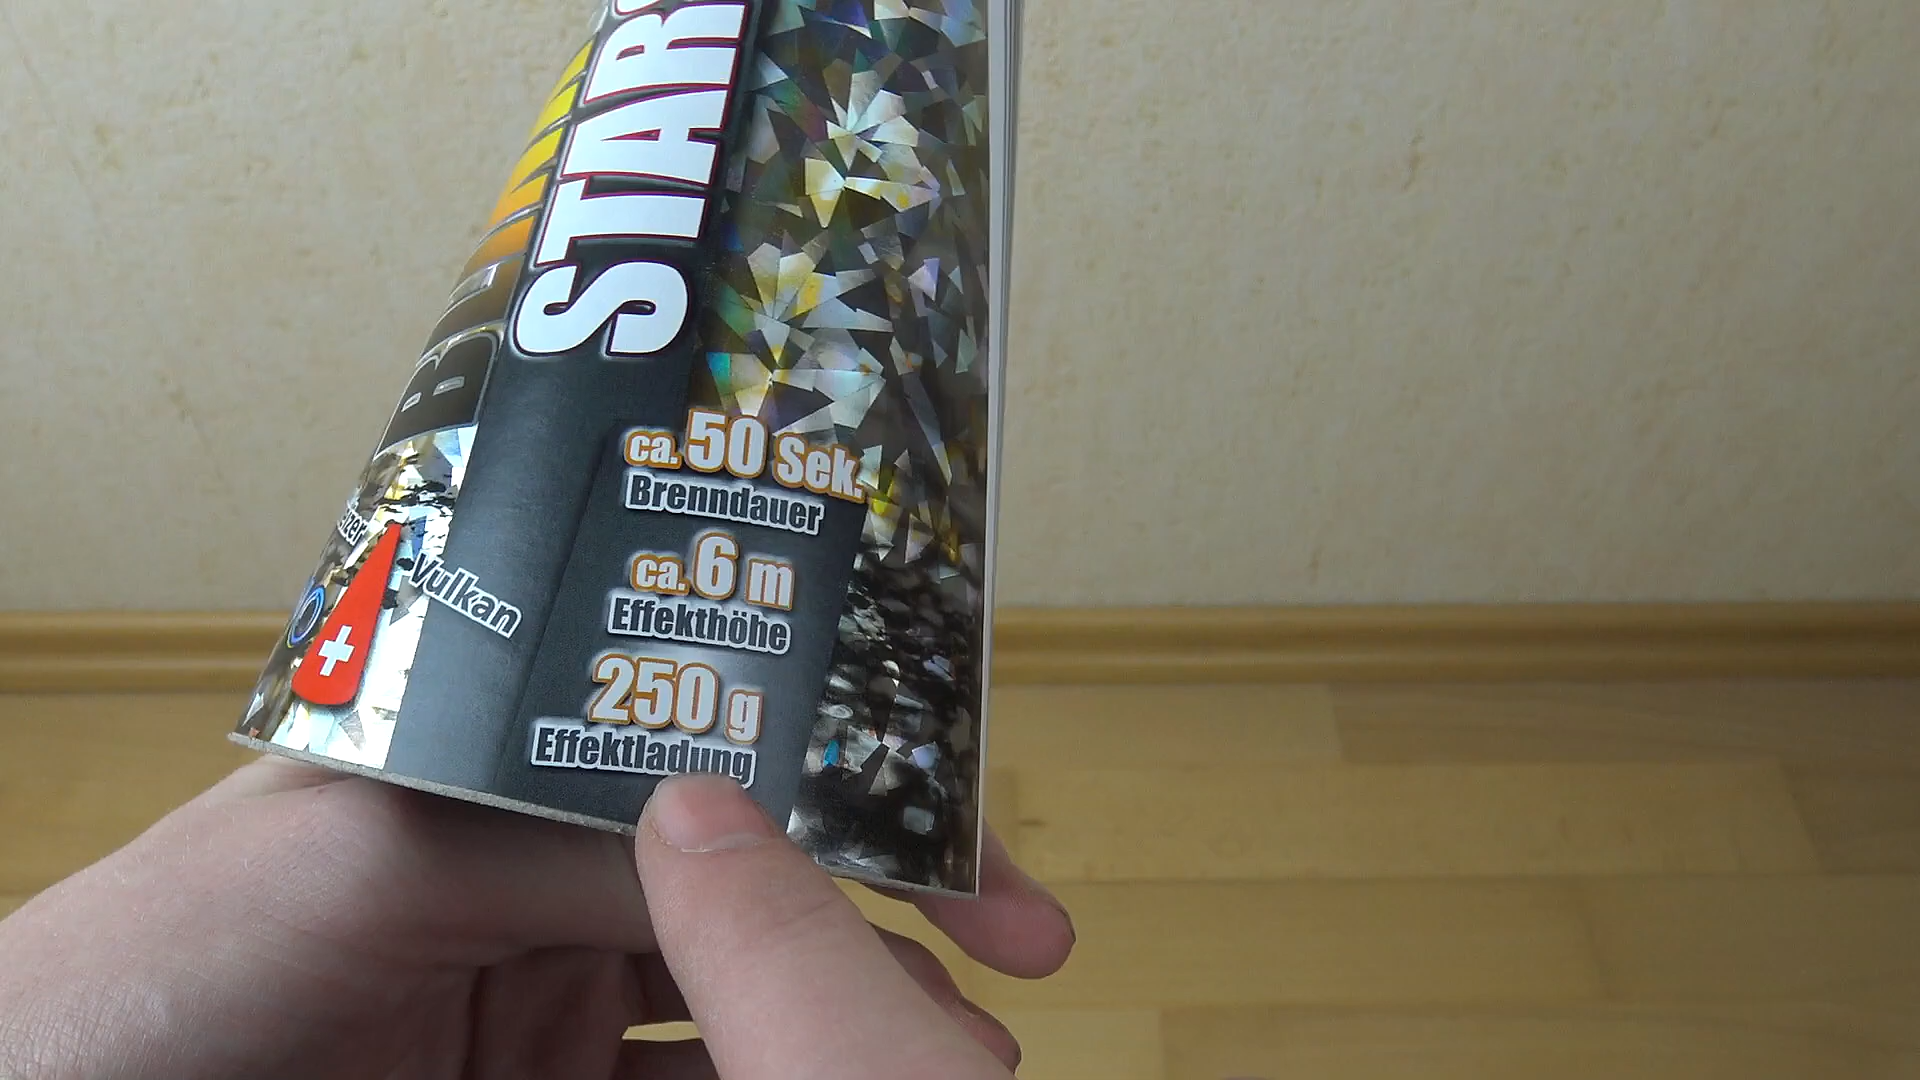 STAR
ca. 50 Sek.
Brenndauer
ca. 6 m
Effekthöhe
250 g
Effektladung
Vulkan